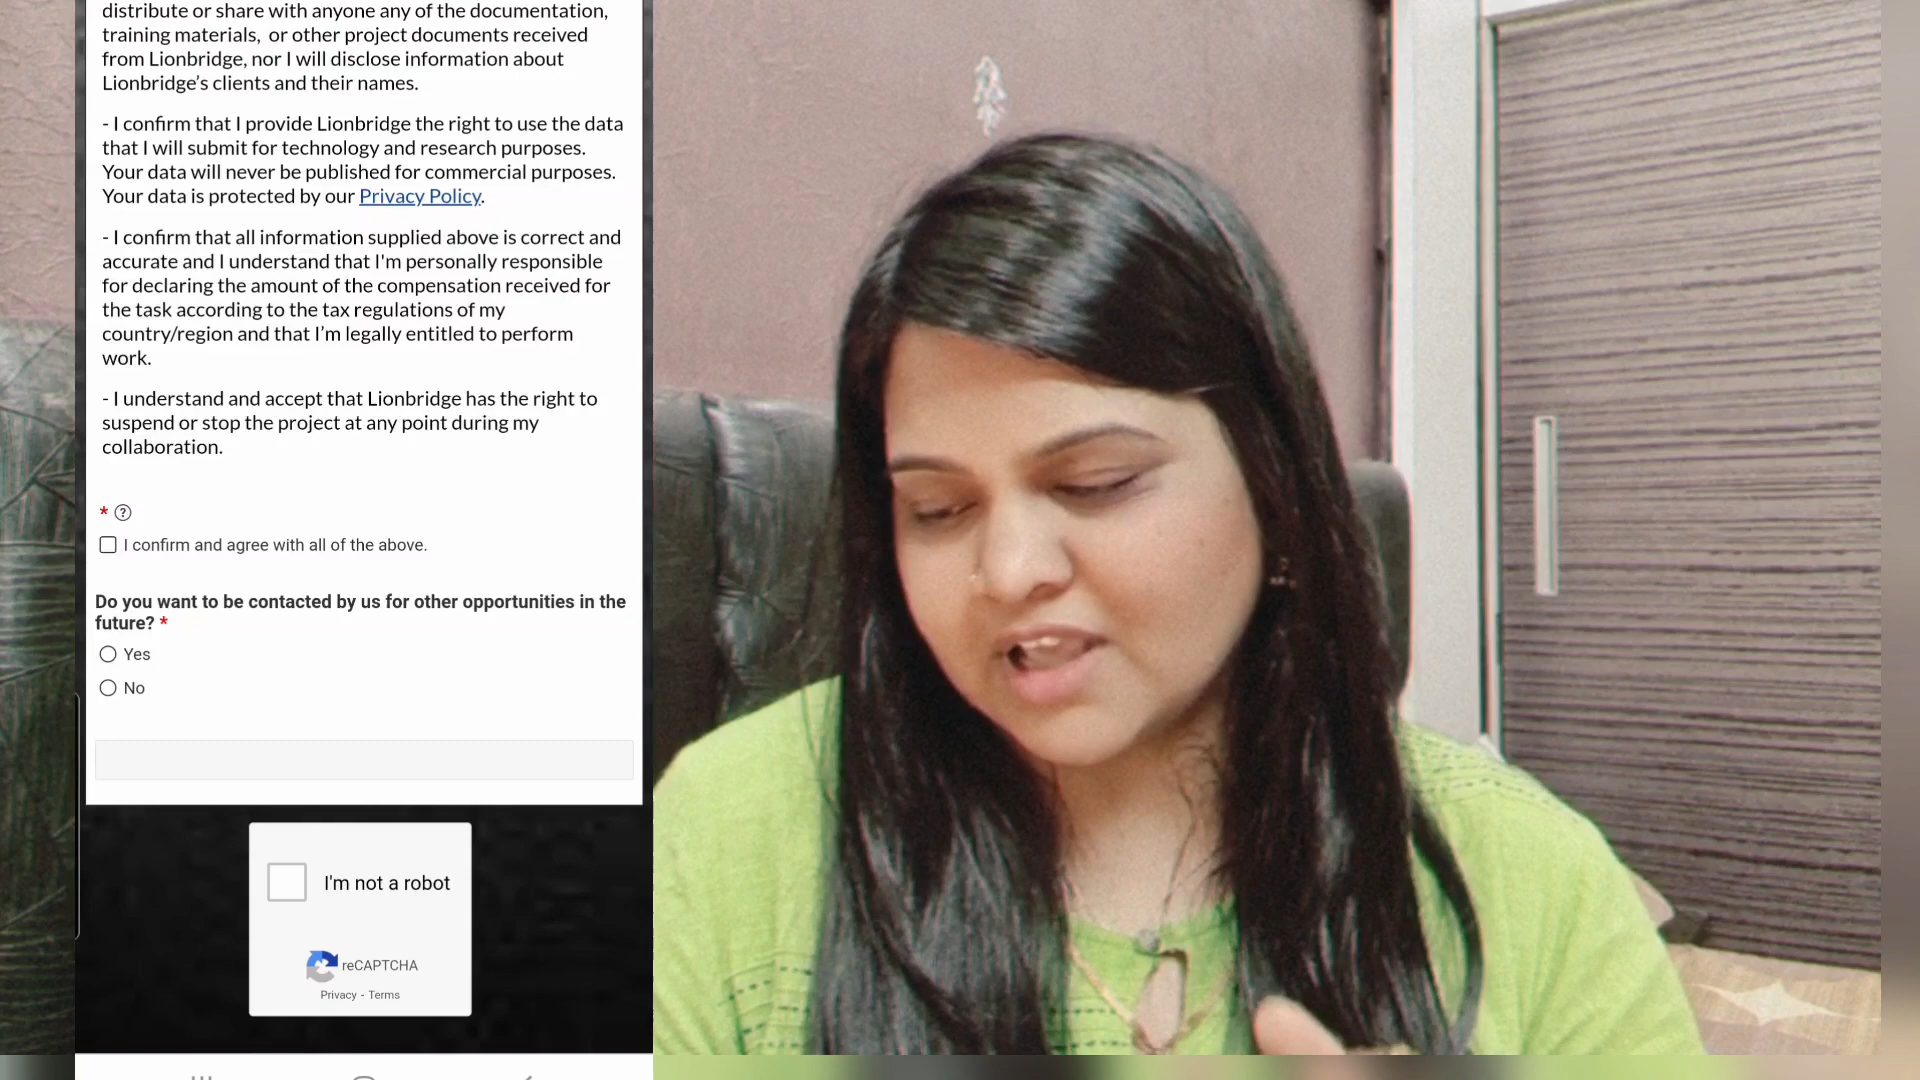 distribute or share with anyone any of the documentation,
training materials, or other project documents received
from Lionbridge, nor I will disclose information about
Lionbridge’s clients and their names.
- I confirm that I provide Lionbridge the right to use the data
that I will submit for technology and research purposes.
Your data will never be published for commercial purposes.
Your data is protected by our Privacy Policy.
- I confirm that all information supplied above is correct and
accurate and I understand that I'm personally responsible
for declaring the amount of the compensation received for
the task according to the tax regulations of my
country/region and that I’m legally entitled to perform
work.
- I understand and accept that Lionbridge has the right to
suspend or stop the project at any point during my
collaboration.
* ?
I confirm and agree with all of the above.
Do you want to be contacted by us for other opportunities in the
future? *
Yes
No
I'm not a robot
reCAPTCHA
Privacy - Terms